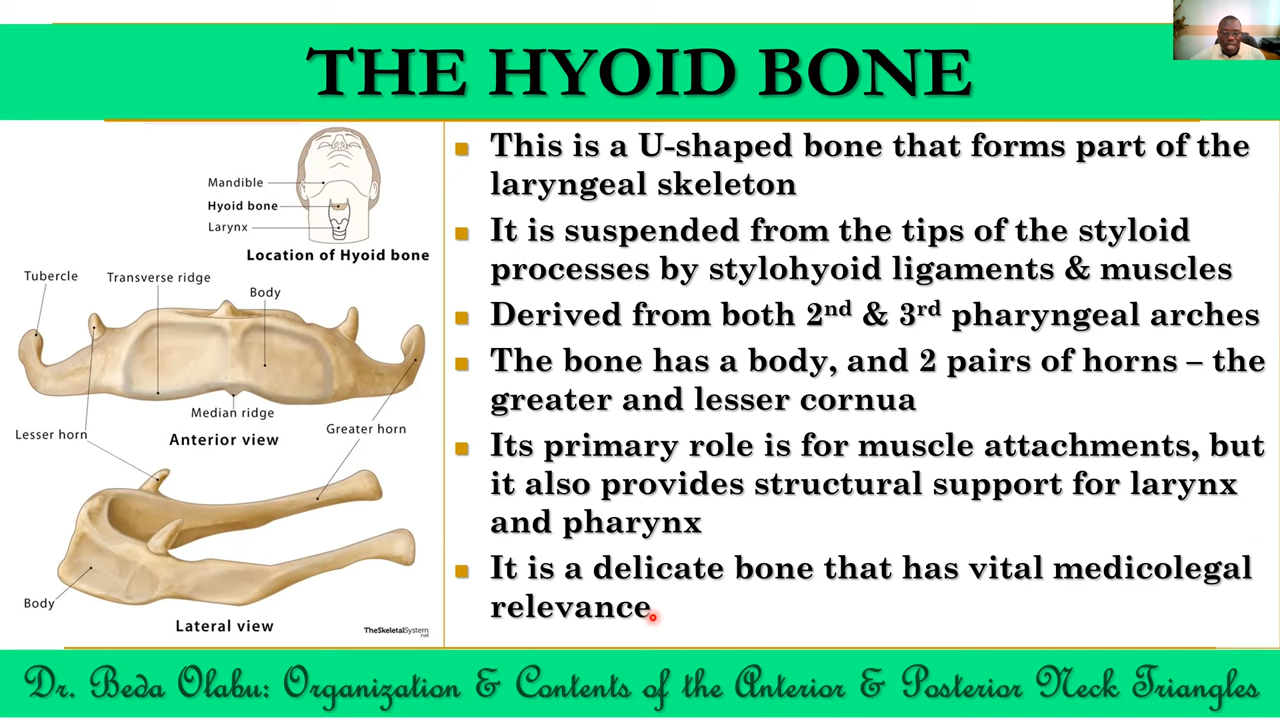 THE HYOID BONE
Mandible
Hyoid bone
Larynx
Location of Hyoid bone
Tubercle
Transverse ridge
Body
Median ridge
Lesser horn
Anterior view
Greater horn
Body
Lateral view
TheSkeletalSystem
.net
This is a U-shaped bone that forms part of the
laryngeal skeleton
It is suspended from the tips of the styloid
processes by stylohyoid ligaments & muscles
Derived from both 2nd & 3rd pharyngeal arches
The bone has a body, and 2 pairs of horns – the
greater and lesser cornua
Its primary role is for muscle attachments, but
it also provides structural support for larynx
and pharynx
It is a delicate bone that has vital medicolegal
relevance
Dr. Beda Olabu: Organization & Contents of the Anterior & Posterior Neck Triangles